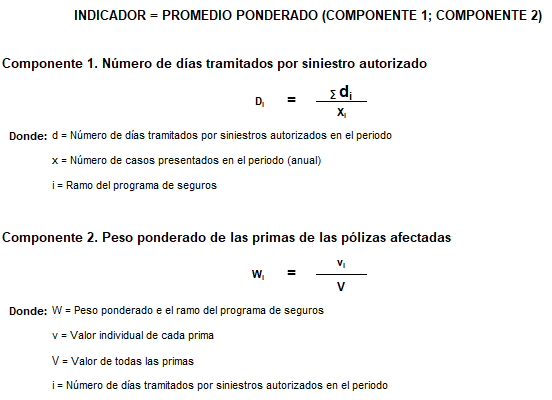 INDICADOR = PROMEDIO PONDERADO (COMPONENTE 1; COMPONENTE 2)
Componente 1. Número de días tramitados por siniestro autorizado
Di = Σ di
Xi
Donde: d = Número de días tramitados por siniestros autorizados en el periodo
x = Número de casos presentados en el periodo (anual)
i = Ramo del programa de seguros
Componente 2. Peso ponderado de las primas de las pólizas afectadas
Wi = vi
V
Donde: W = Peso ponderado e el ramo del programa de seguros
v = Valor individual de cada prima
V = Valor de todas las primas
i = Número de días tramitados por siniestros autorizados en el periodo